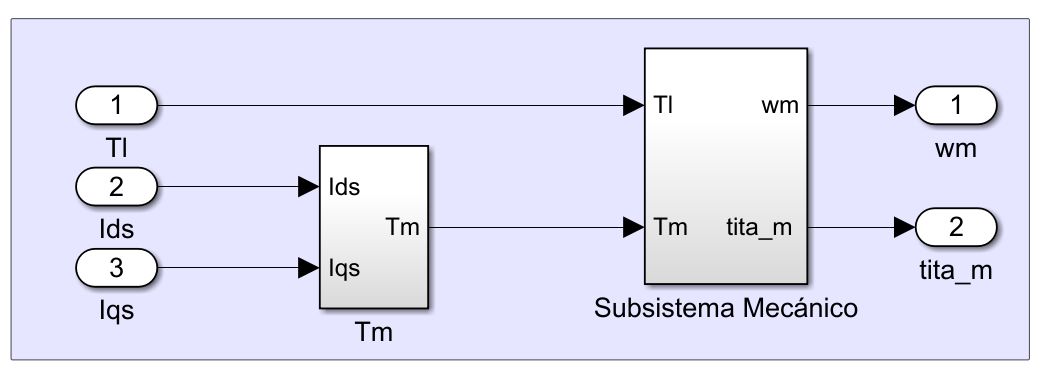 1
Tl
2
Ids
3
Iqs
Ids
Iqs
Tm
Tm
Tl
wm
Tm
tita_m
Subsistema Mecánico
1
wm
2
tita_m